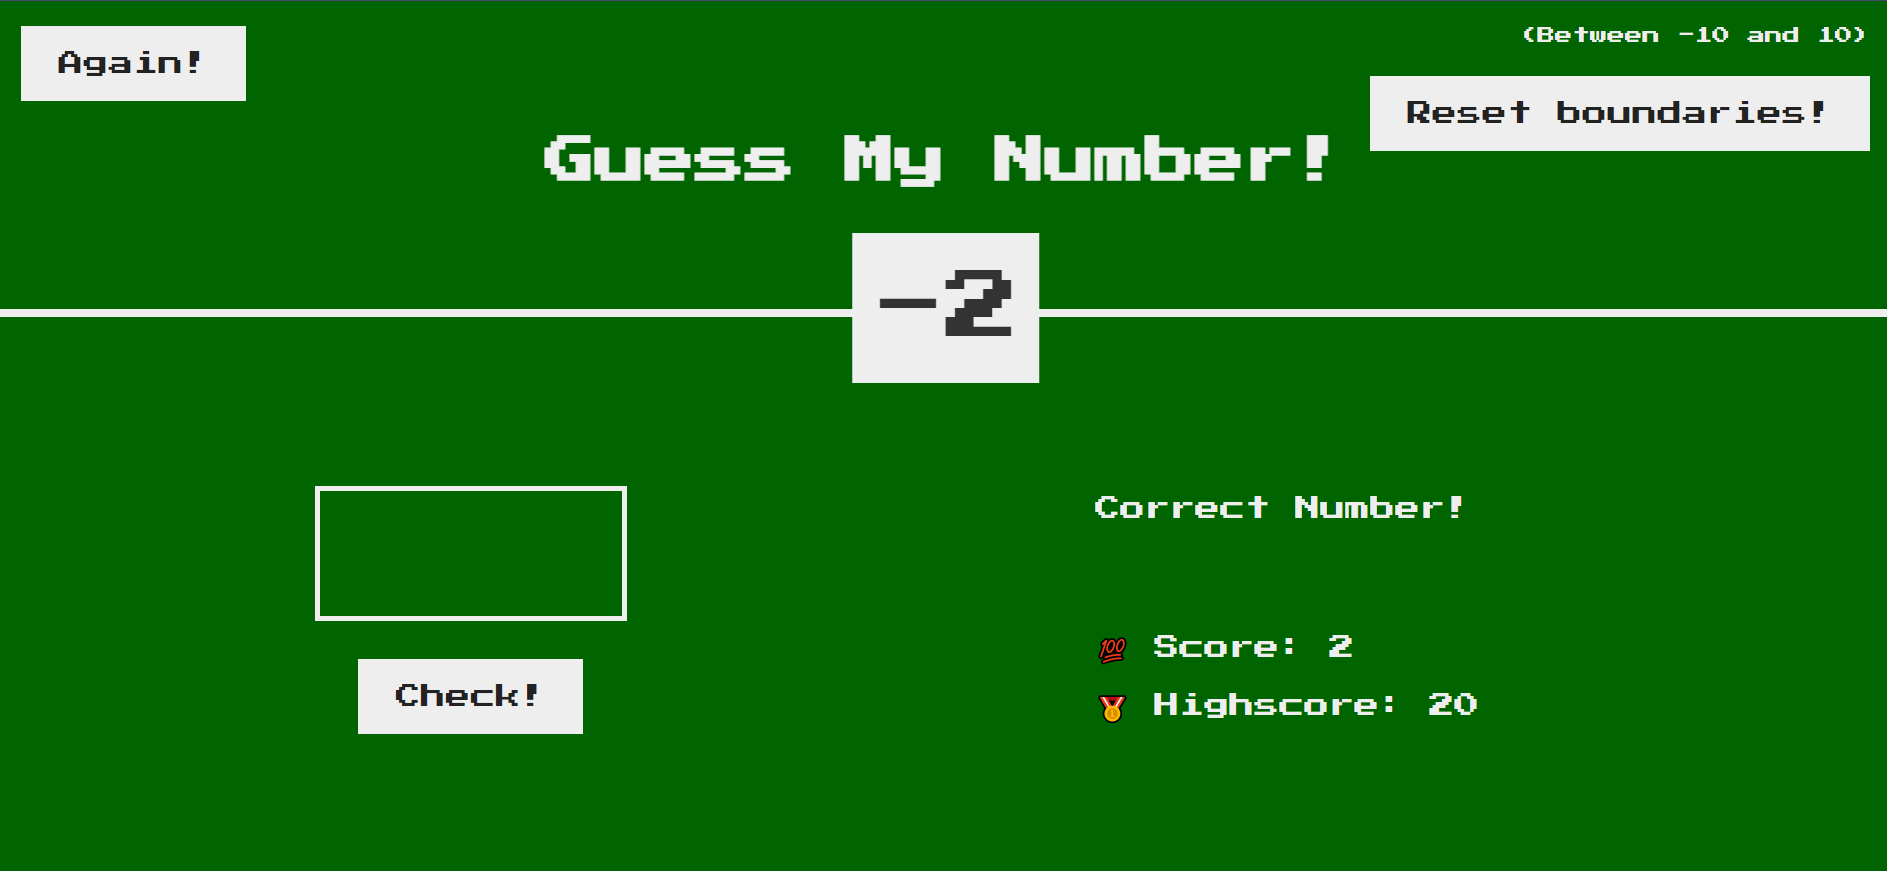 Again!
(Between -10 and 10)
Reset boundaries!
Guess My Number!
-2
Correct Number!
Check!
💯 Score: 2
🥇 Highscore: 20